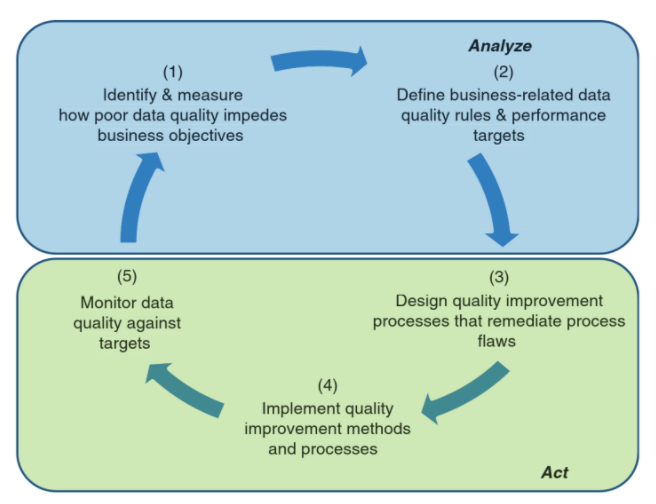 Analyze
(1)
Identify & measure
how poor data quality impedes
business objectives
(2)
Define business-related data
quality rules & performance
targets
(3)
Design quality improvement
processes that remediate process
flaws
(4)
Implement quality
improvement methods
and processes
(5)
Monitor data
quality against
targets
Act